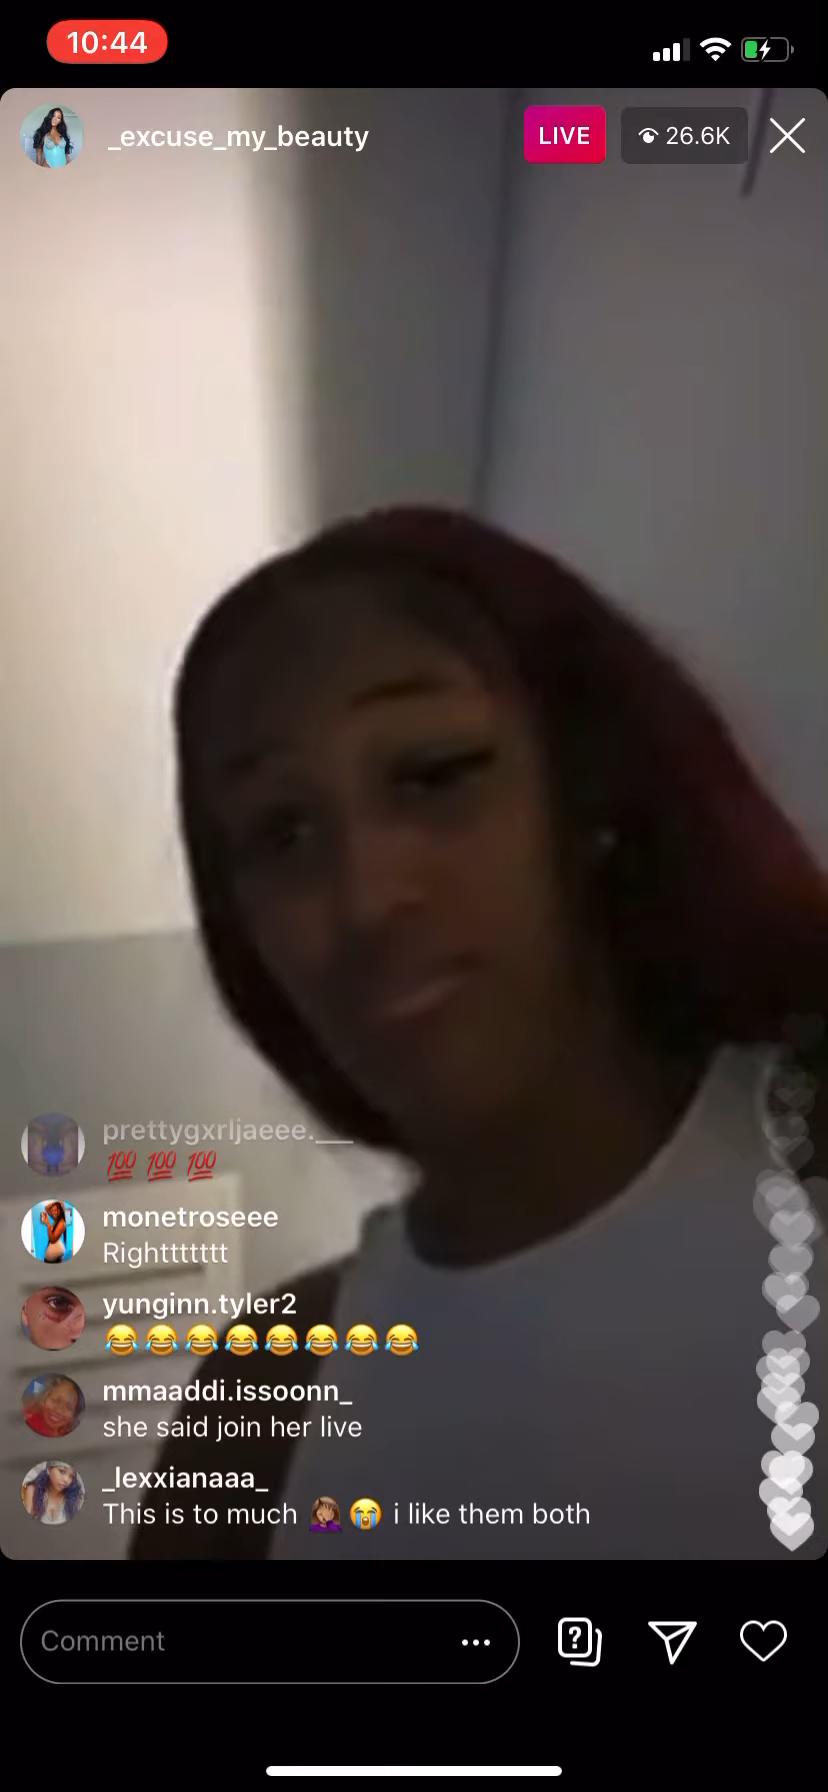 10:44
_excuse_my_beauty
LIVE
26.6K
prettygxrljaeee.___
💯 💯 💯
monetroseee
Righttttttt
yunginn.tyler2
😂😂😂😂😂😂😂😂
mmaaddi.issoonn_
she said join her live
_lexxianaaa_
This is to much 🤦🏽‍♀️😭 i like them both
Comment